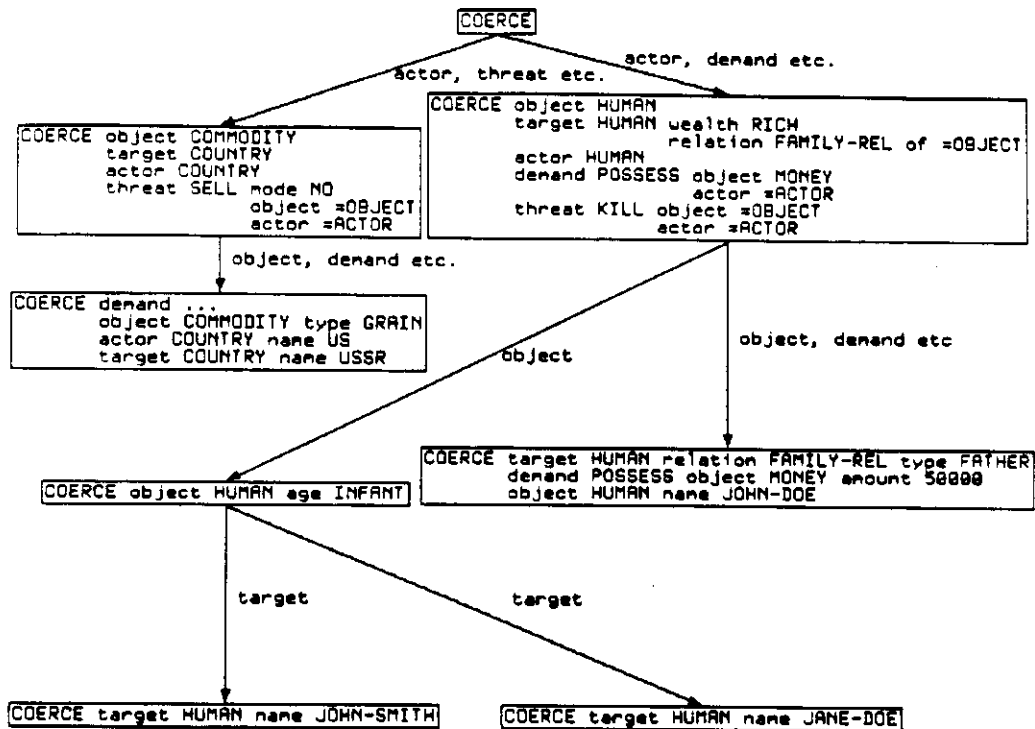 COERCE
actor, threat etc.
actor, demand etc.
COERCE object COMMODITY
target COUNTRY
actor COUNTRY
threat SELL mode NO
object =OBJECT
actor =ACTOR
COERCE object HUMAN
target HUMAN wealth RICH
relation FAMILY-REL of =OBJECT
actor HUMAN
demand POSSESS object MONEY
actor =ACTOR
threat KILL object =OBJECT
actor =ACTOR
object, demand etc.
COERCE demand ...
object COMMODITY type GRAIN
actor COUNTRY name US
target COUNTRY name USSR
object
object, demand etc
COERCE target HUMAN relation FAMILY-REL type FATHER
demand POSSESS object MONEY amount 50000
object HUMAN name JOHN-DOE
COERCE object HUMAN age INFANT
target
target
COERCE target HUMAN name JOHN-SMITH
COERCE target HUMAN name JANE-DOE